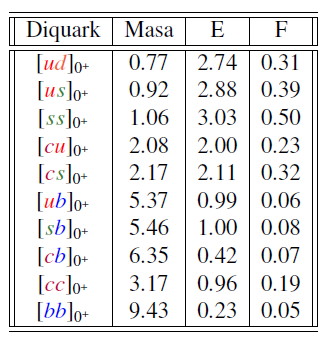 Diquark Masa E F
[ud]0+ 0.77 2.74 0.31
[us]0+ 0.92 2.88 0.39
[ss]0+ 1.06 3.03 0.50
[cu]0+ 2.08 2.00 0.23
[cs]0+ 2.17 2.11 0.32
[ub]0+ 5.37 0.99 0.06
[sb]0+ 5.46 1.00 0.08
[cb]0+ 6.35 0.42 0.07
[cc]0+ 3.17 0.96 0.19
[bb]0+ 9.43 0.23 0.05